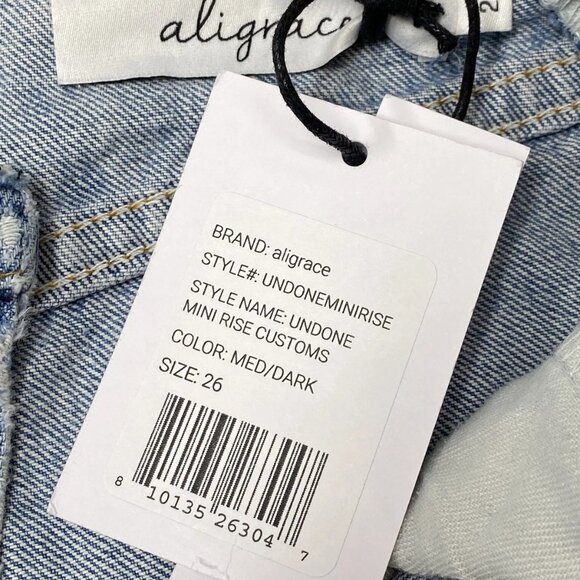 aligrace
2
BRAND: aligrace
STYLE#: UNDONEMINIRISE
STYLE NAME: UNDONE
MINI RISE CUSTOMS
COLOR: MED/DARK
SIZE: 26
8 10135 26304 7